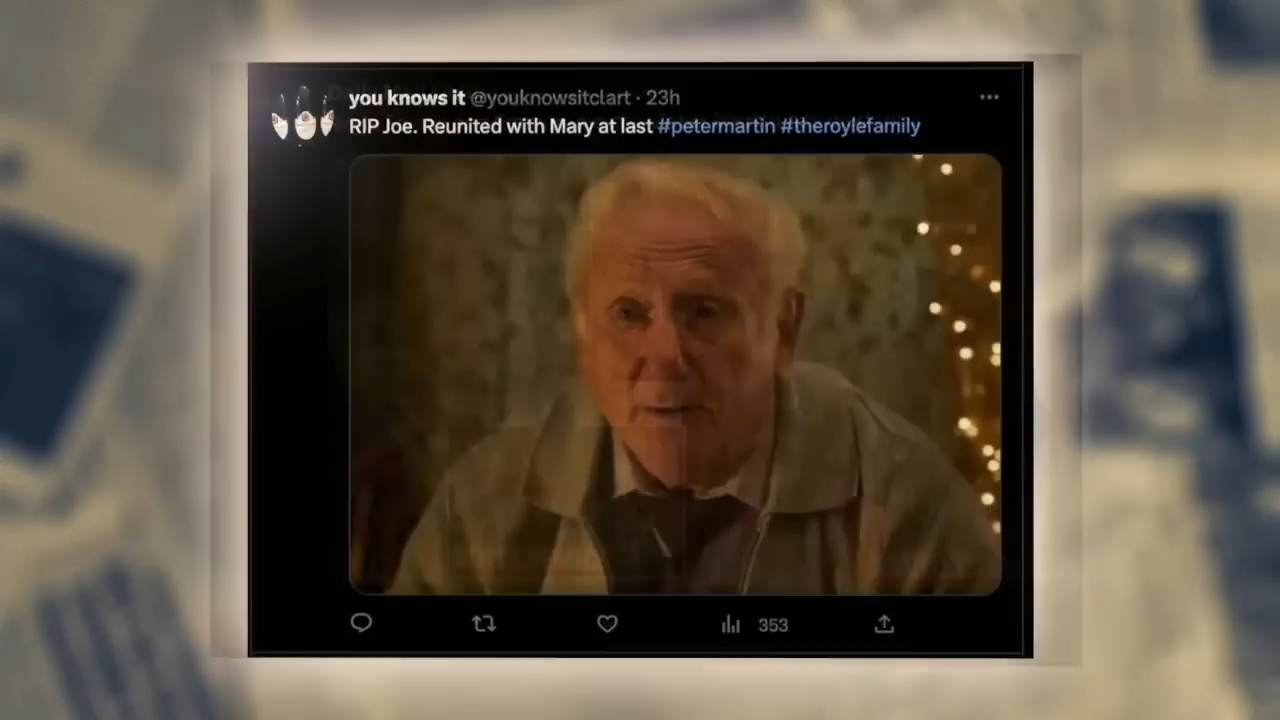 you knows it @youknowsitclart · 23h
RIP Joe. Reunited with Mary at last #petermartin #theroylefamily
353